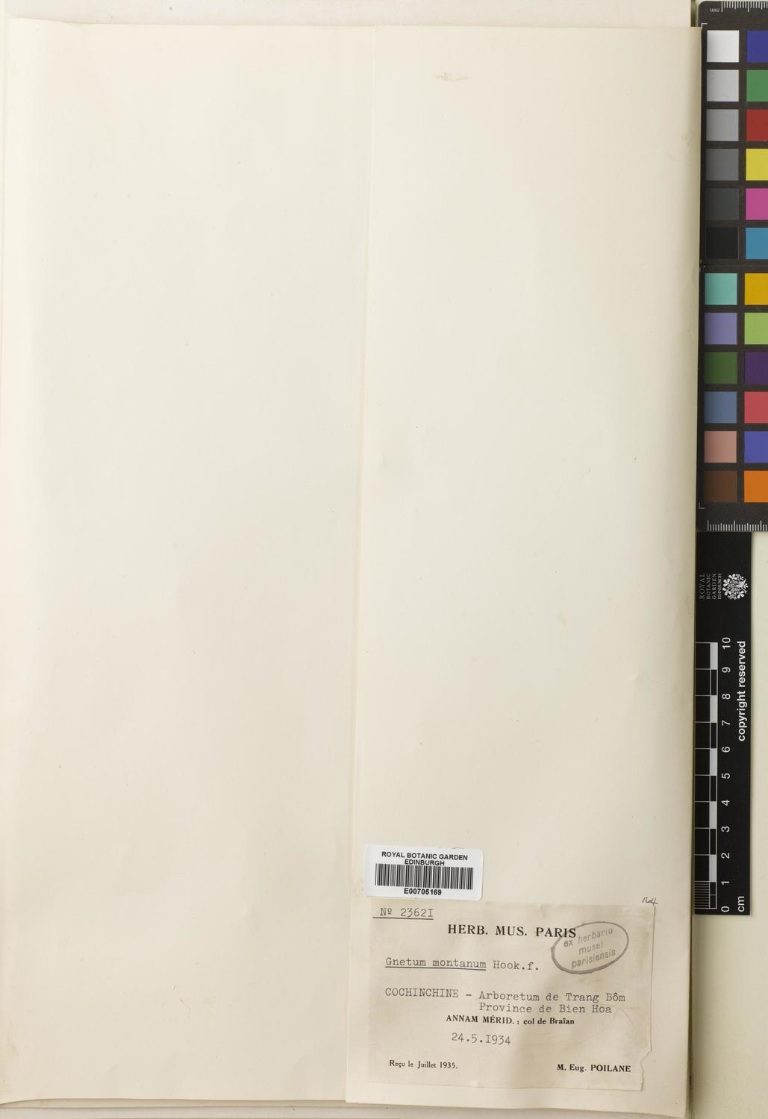 ROYAL BOTANIC GARDEN
EDINBURGH
E00705169
Nº 2362I
HERB. MUS. PARIS
ex herbario
musei
parisiensis
Gnetum montanum Hook.f.
COCHINCHINE - Arboretum de Trang Bôm
Province de Bien Hoa
ANNAM MÉRID. : col de Braïan
24.5.I934
Reçu le Juillet 1935.
M. Eug. POILANE
ROYAL
BOTANIC
GARDEN
EDINBURGH
0 1 2 3 4 5 6 7 8 9 10
cm
copyright reserved